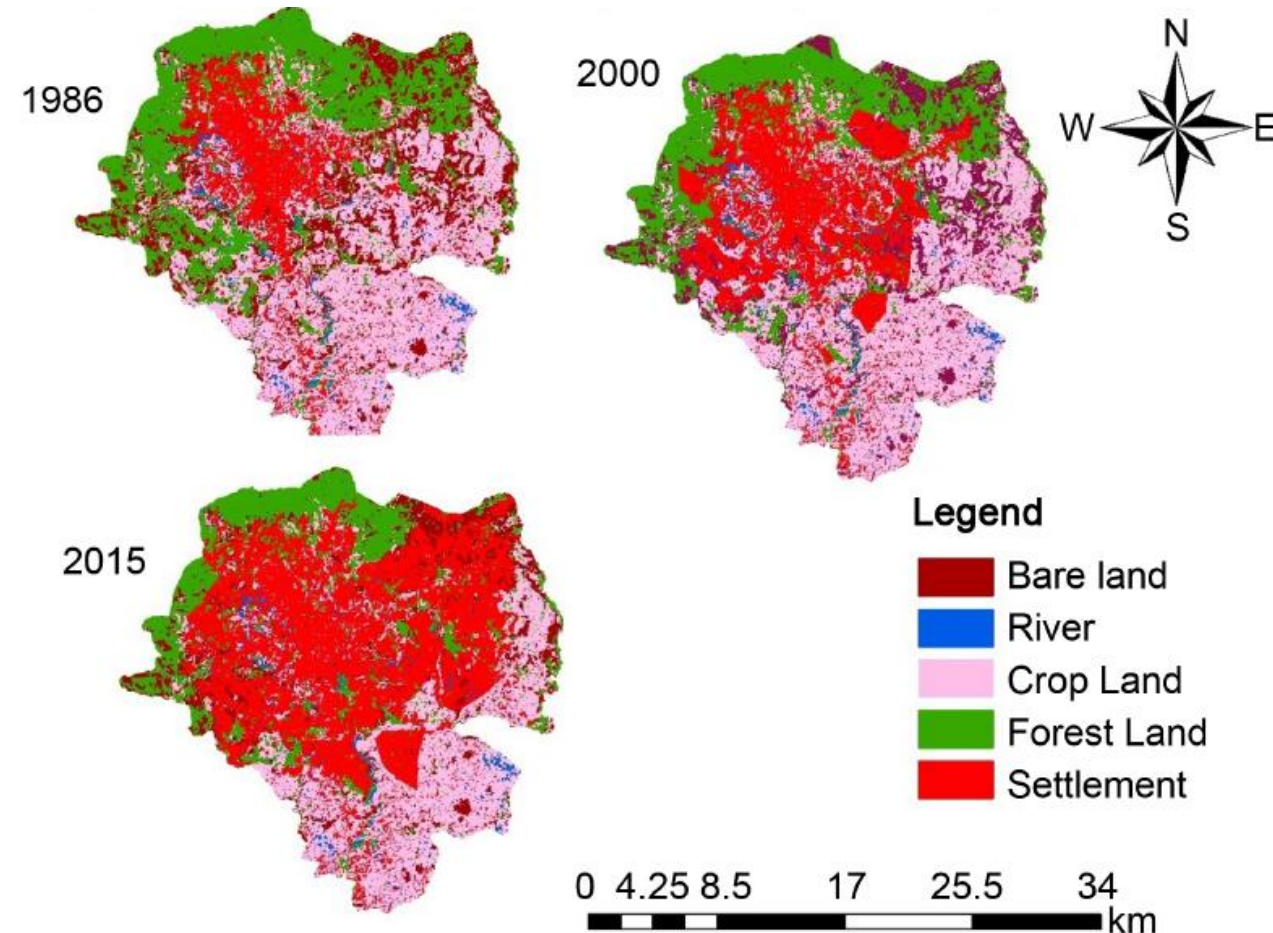 1986
2000
N
W
E
S
2015
Legend
Bare land
River
Crop Land
Forest Land
Settlement
0 4.25 8.5 17 25.5 34
km